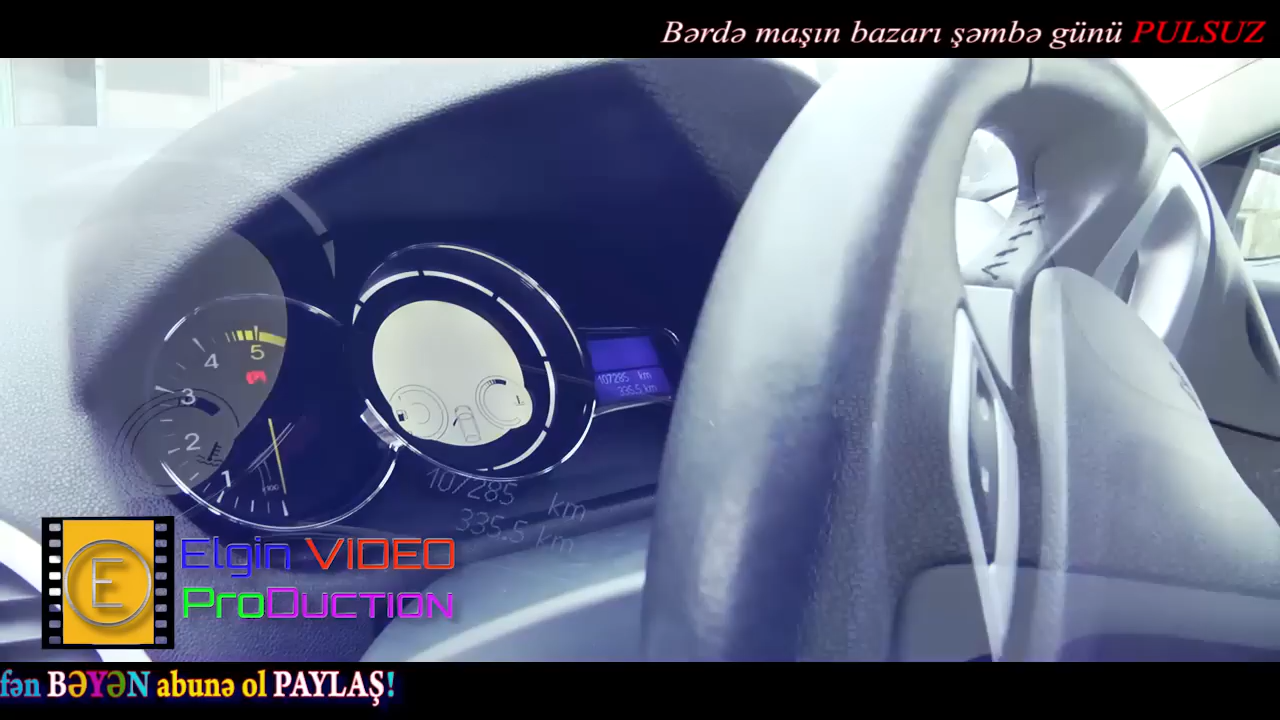 Bərdə maşın bazarı şəmbə günü PULSUZ
5
4
3
2
1
107285 km
335.5 km
107285 km
335.5 km
E
Elgin VIDEO
ProDuction
fən BƏYƏN abunə ol PAYLAŞ!